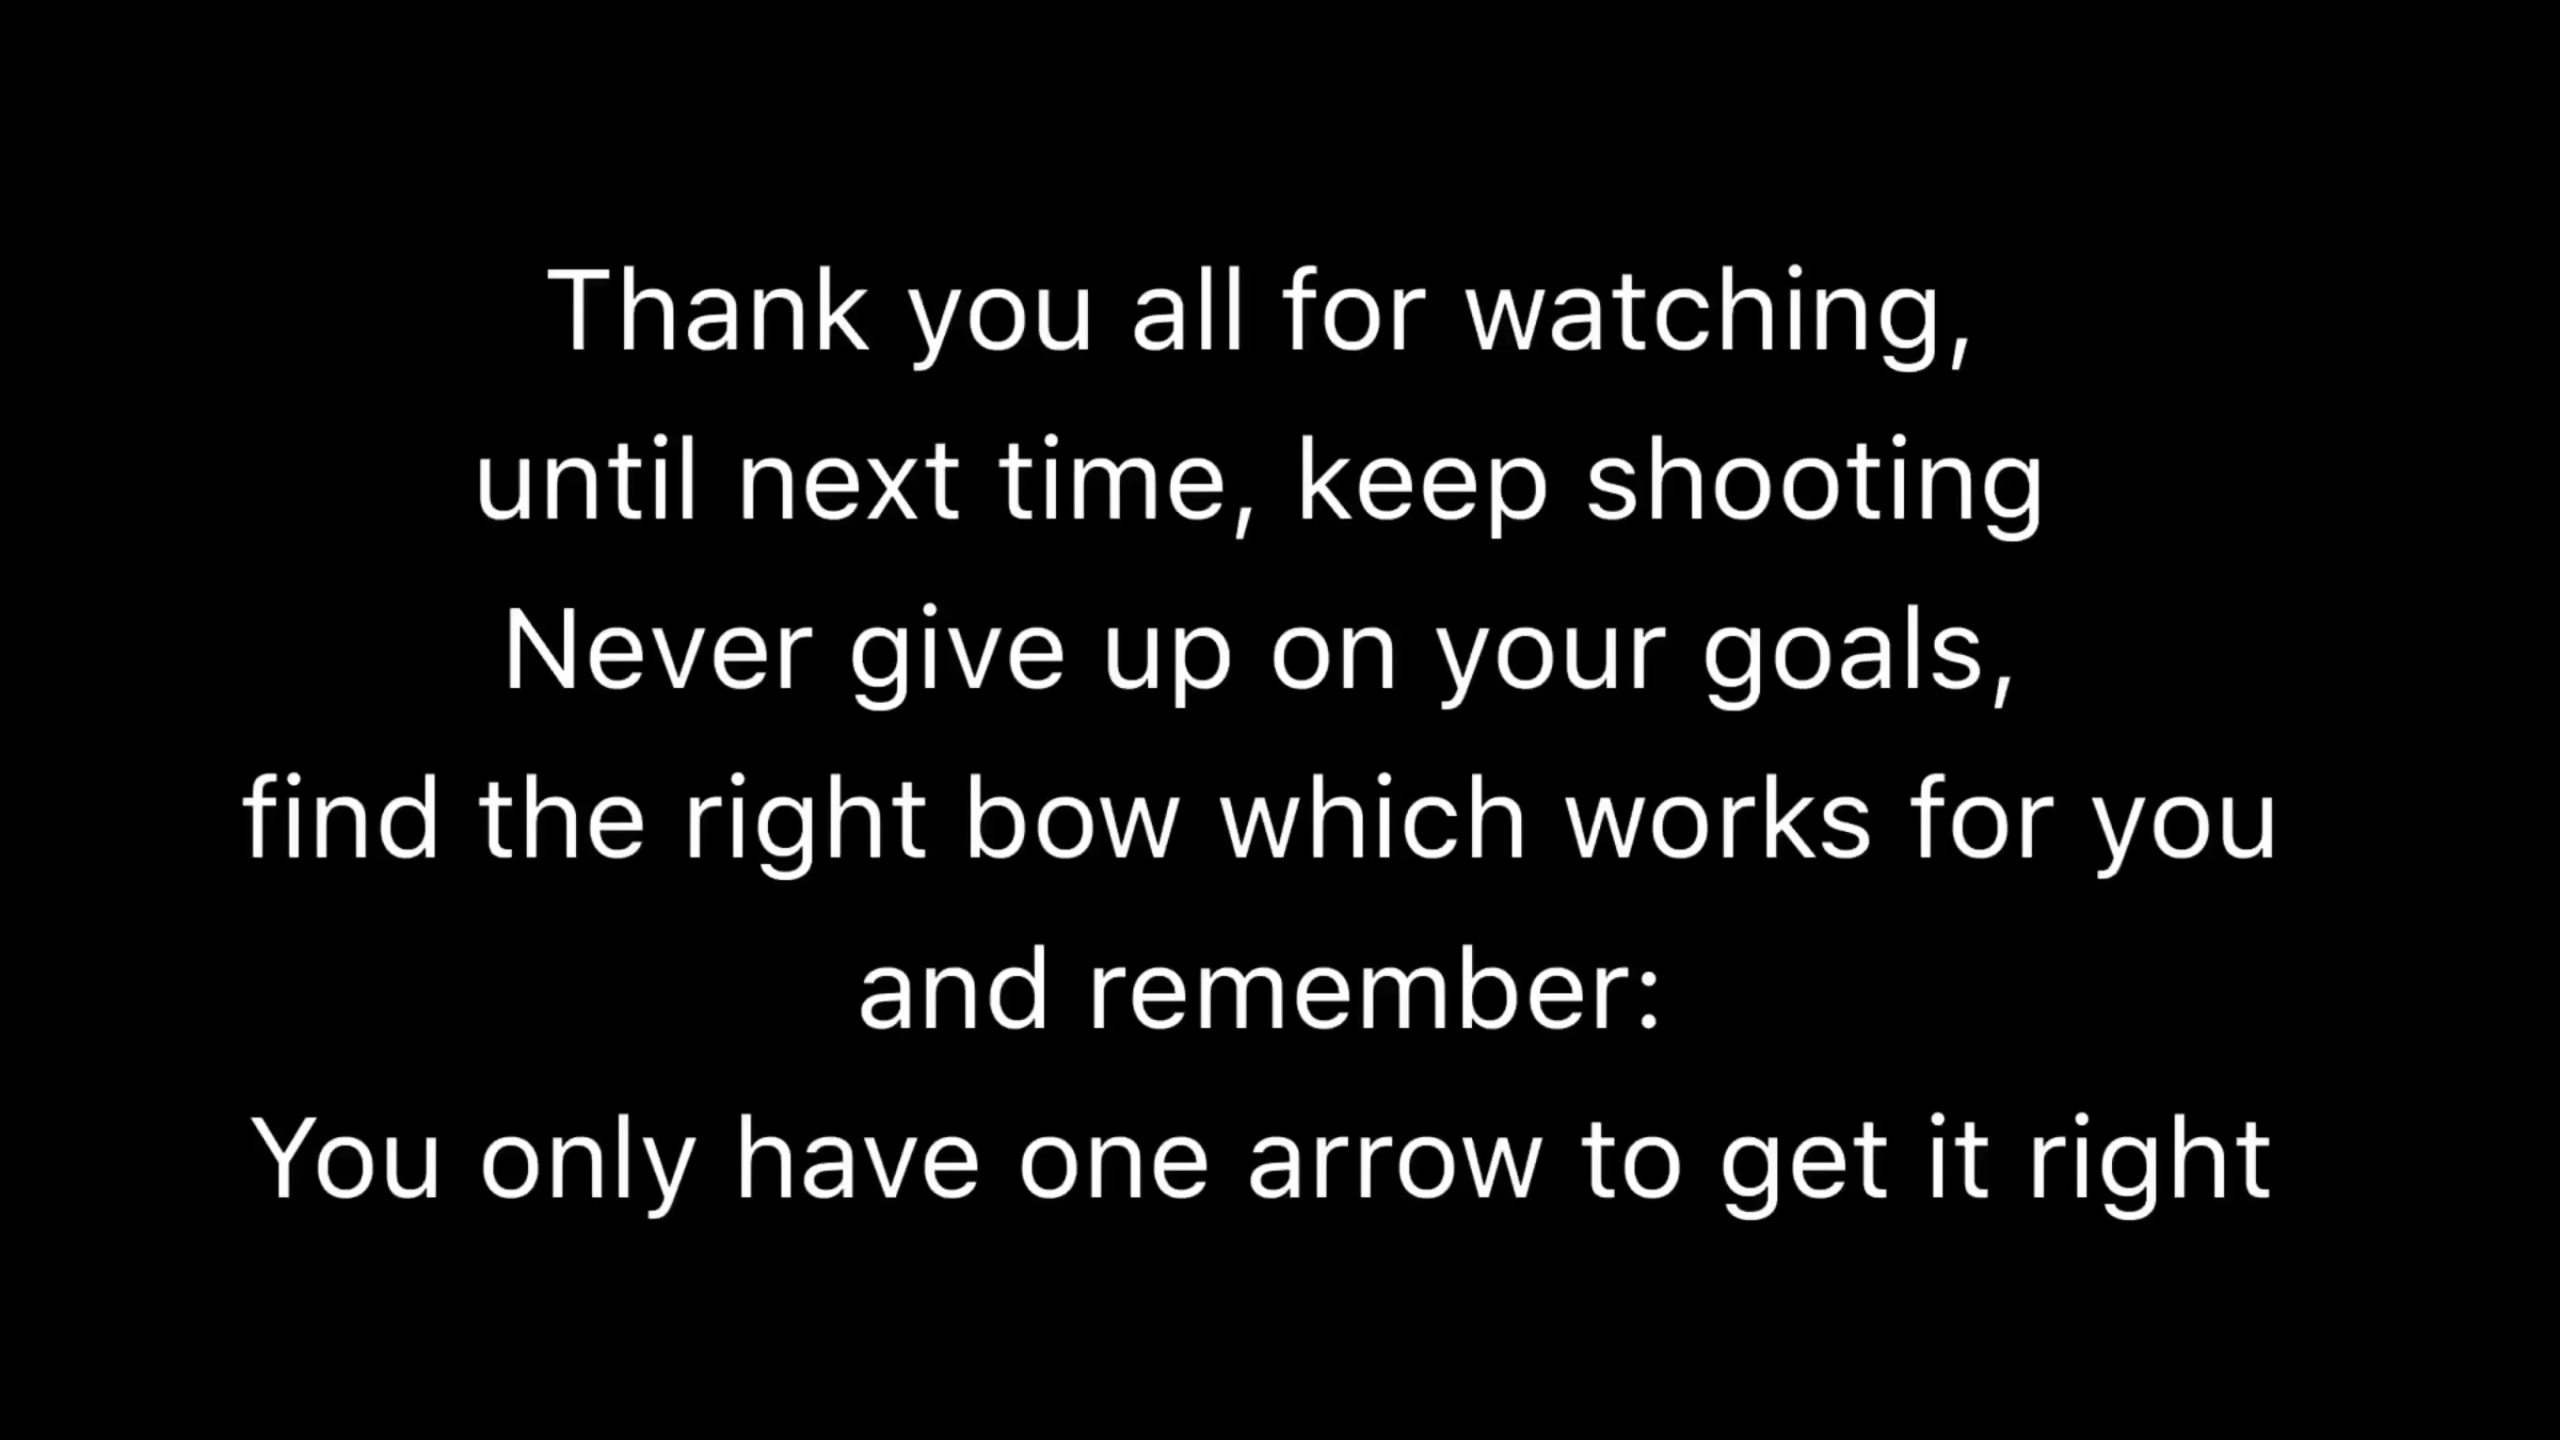 Thank you all for watching,
until next time, keep shooting
Never give up on your goals,
find the right bow which works for you
and remember:
You only have one arrow to get it right